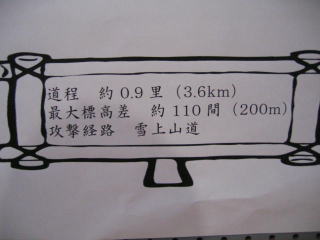 道程　約 0.9 里（3.6km）
最大標高差　約 110 間（200m）
攻撃経路　雪上山道